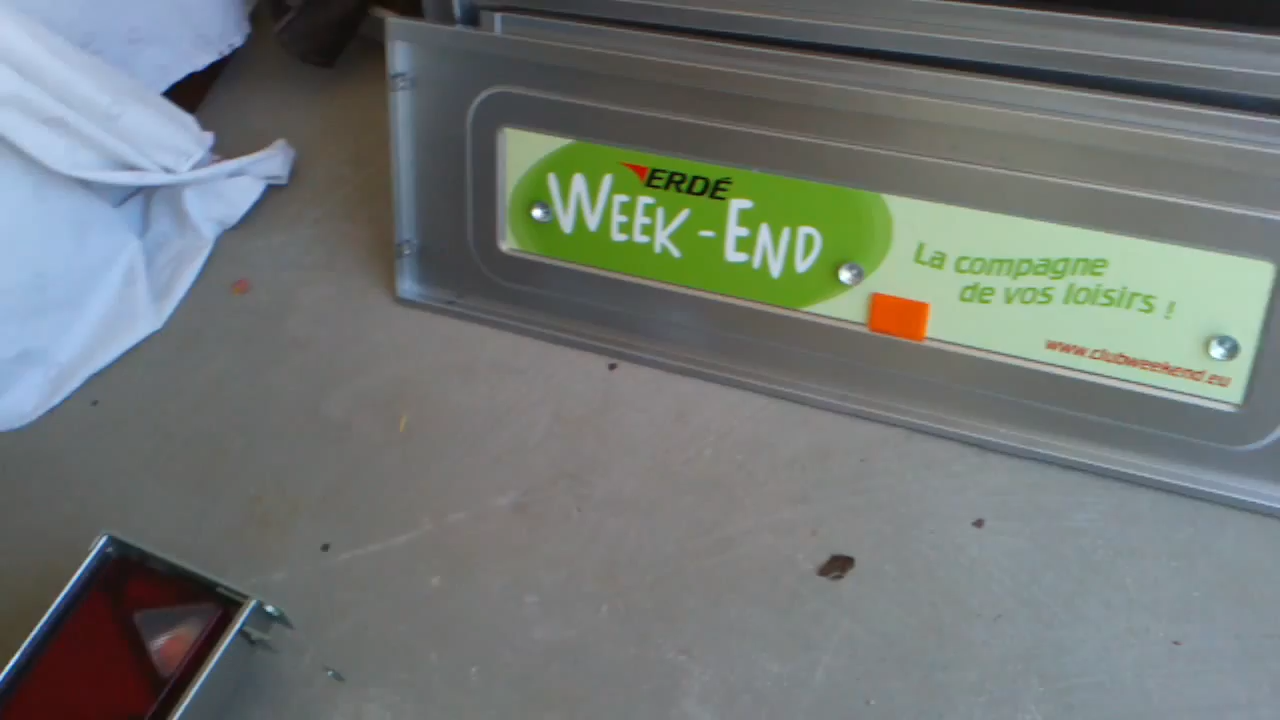 ERDÉ
WEEK-END
La compagne
de vos loisirs !
www.clubweekend.eu